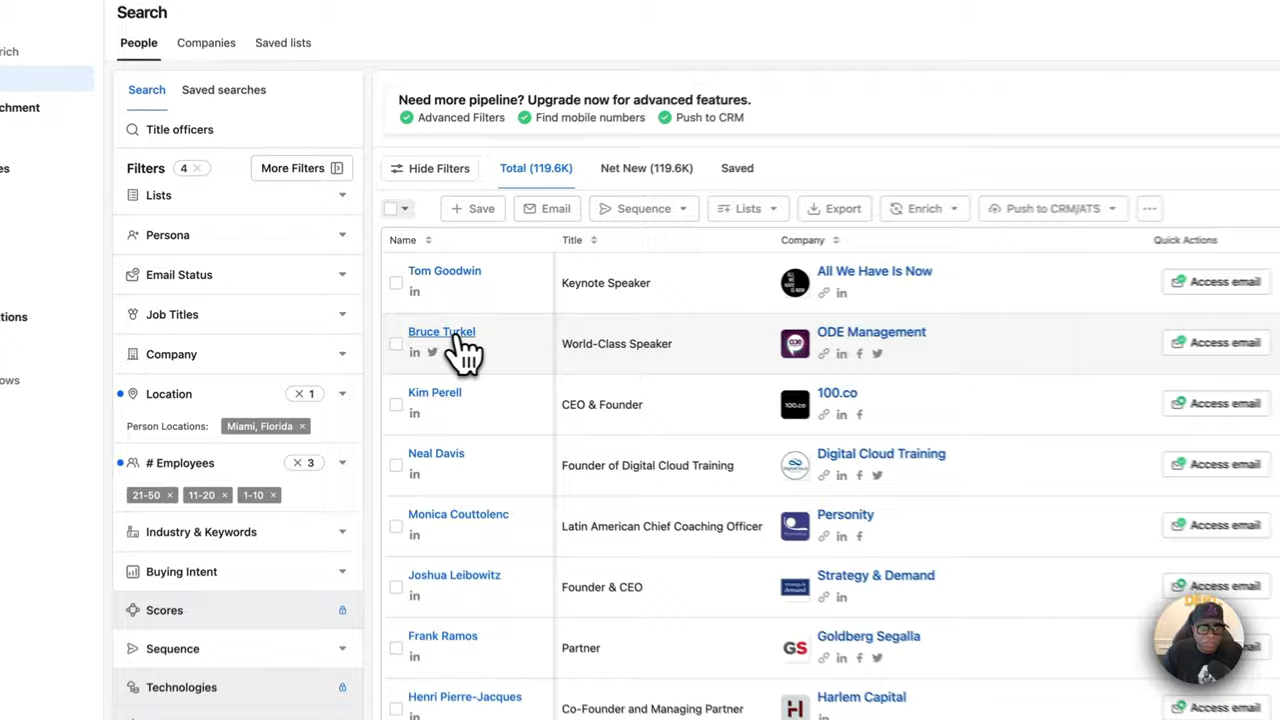 Search
rich
chment
es
tions
ows
People Companies Saved lists
Search Saved searches
Title officers
Filters 4 More Filters
Lists
Persona
Email Status
Job Titles
Company
Location 1
Person Locations: Miami, Florida
# Employees 3
21-50 11-20 1-10
Industry & Keywords
Buying Intent
Scores
Sequence
Technologies
Need more pipeline? Upgrade now for advanced features.
Advanced Filters Find mobile numbers Push to CRM
Hide Filters Total (119.6K) Net New (119.6K) Saved
Save Email Sequence Lists Export Enrich Push to CRM/ATS
Name Title Company Quick Actions
Tom Goodwin Keynote Speaker All We Have Is Now Access email
Bruce Turkel World-Class Speaker ODE Management Access email
Kim Perell CEO & Founder 100.co 100.co Access email
Neal Davis Founder of Digital Cloud Training Digital Cloud Training Access email
Monica Couttolenc Latin American Chief Coaching Officer Personity Access email
Joshua Leibowitz Founder & CEO Strategy & Demand Access email
Frank Ramos Partner GS Goldberg Segalla
Henri Pierre-Jacques Co-Founder and Managing Partner H Harlem Capital Access email